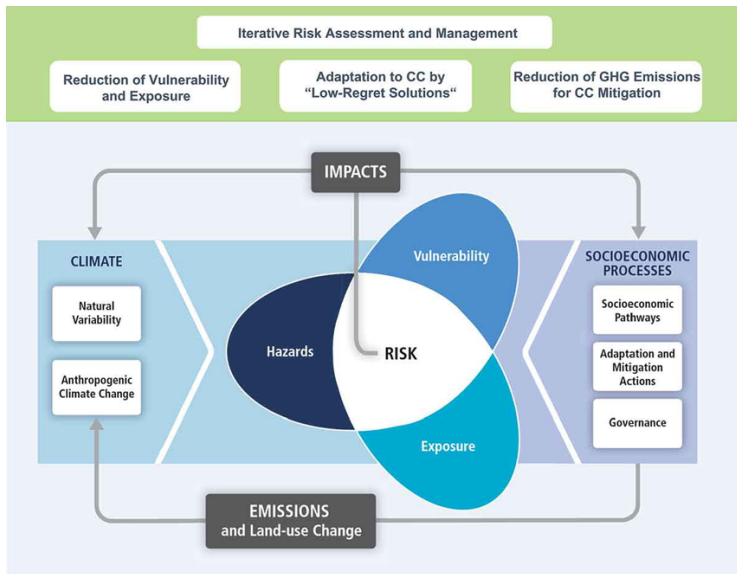 Iterative Risk Assessment and Management
Reduction of Vulnerability
and Exposure
Adaptation to CC by
“Low-Regret Solutions“
Reduction of GHG Emissions
for CC Mitigation
IMPACTS
CLIMATE
Natural
Variability
Anthropogenic
Climate Change
Vulnerability
Hazards
RISK
Exposure
SOCIOECONOMIC
PROCESSES
Socioeconomic
Pathways
Adaptation and
Mitigation
Actions
Governance
EMISSIONS
and Land-use Change